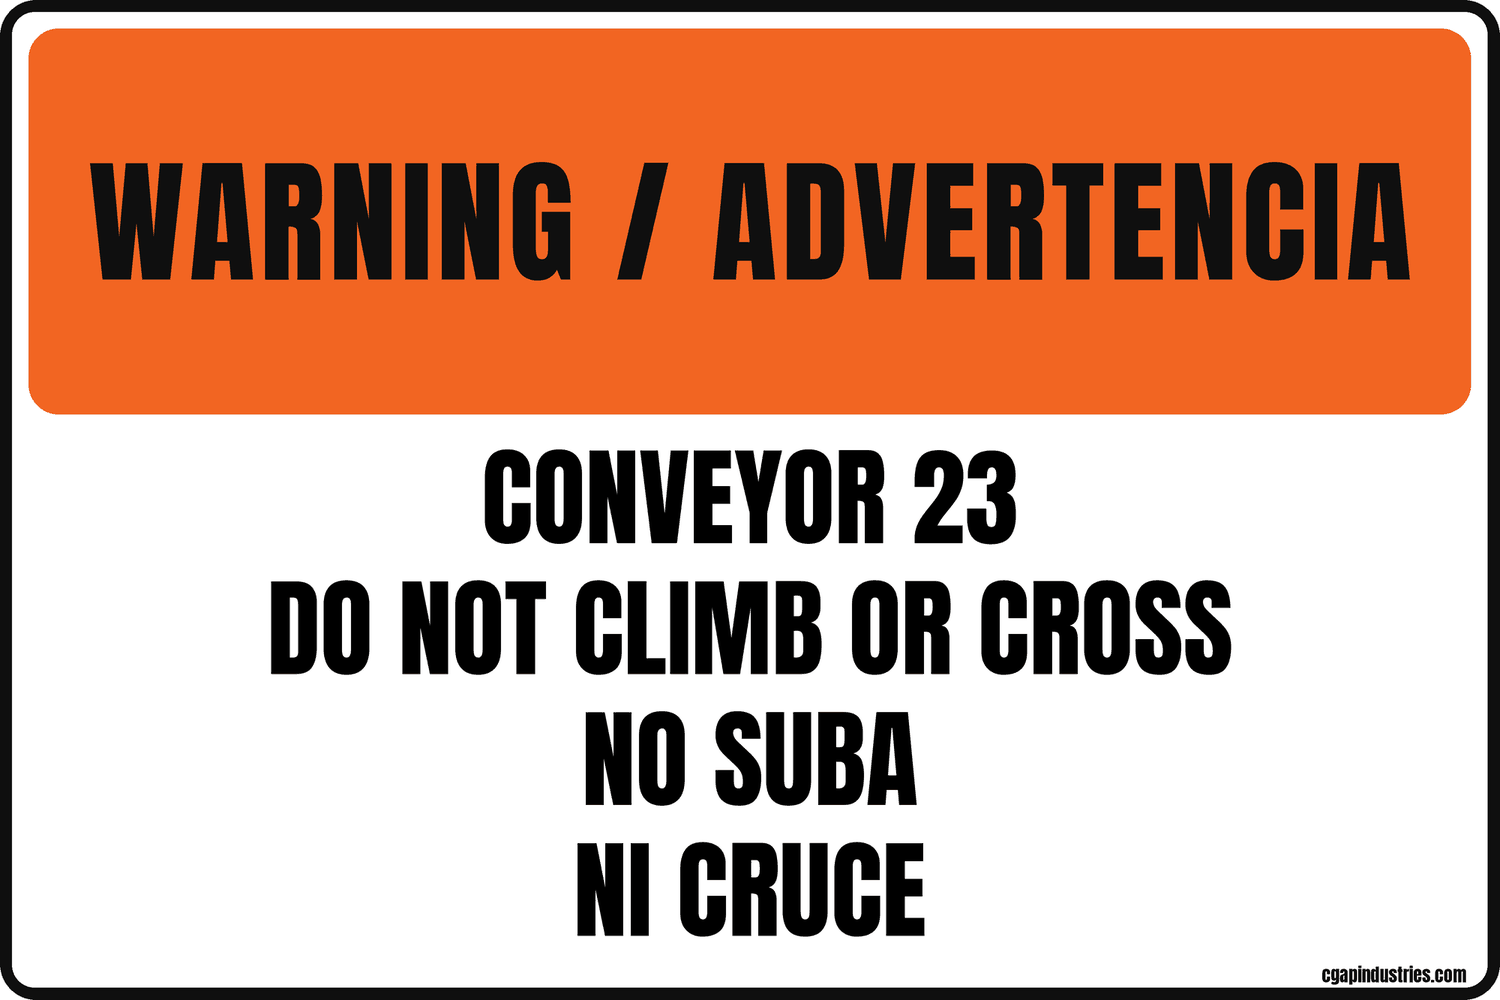 WARNING / ADVERTENCIA
CONVEYOR 23
DO NOT CLIMB OR CROSS
NO SUBA
NI CRUCE
cgapindustries.com